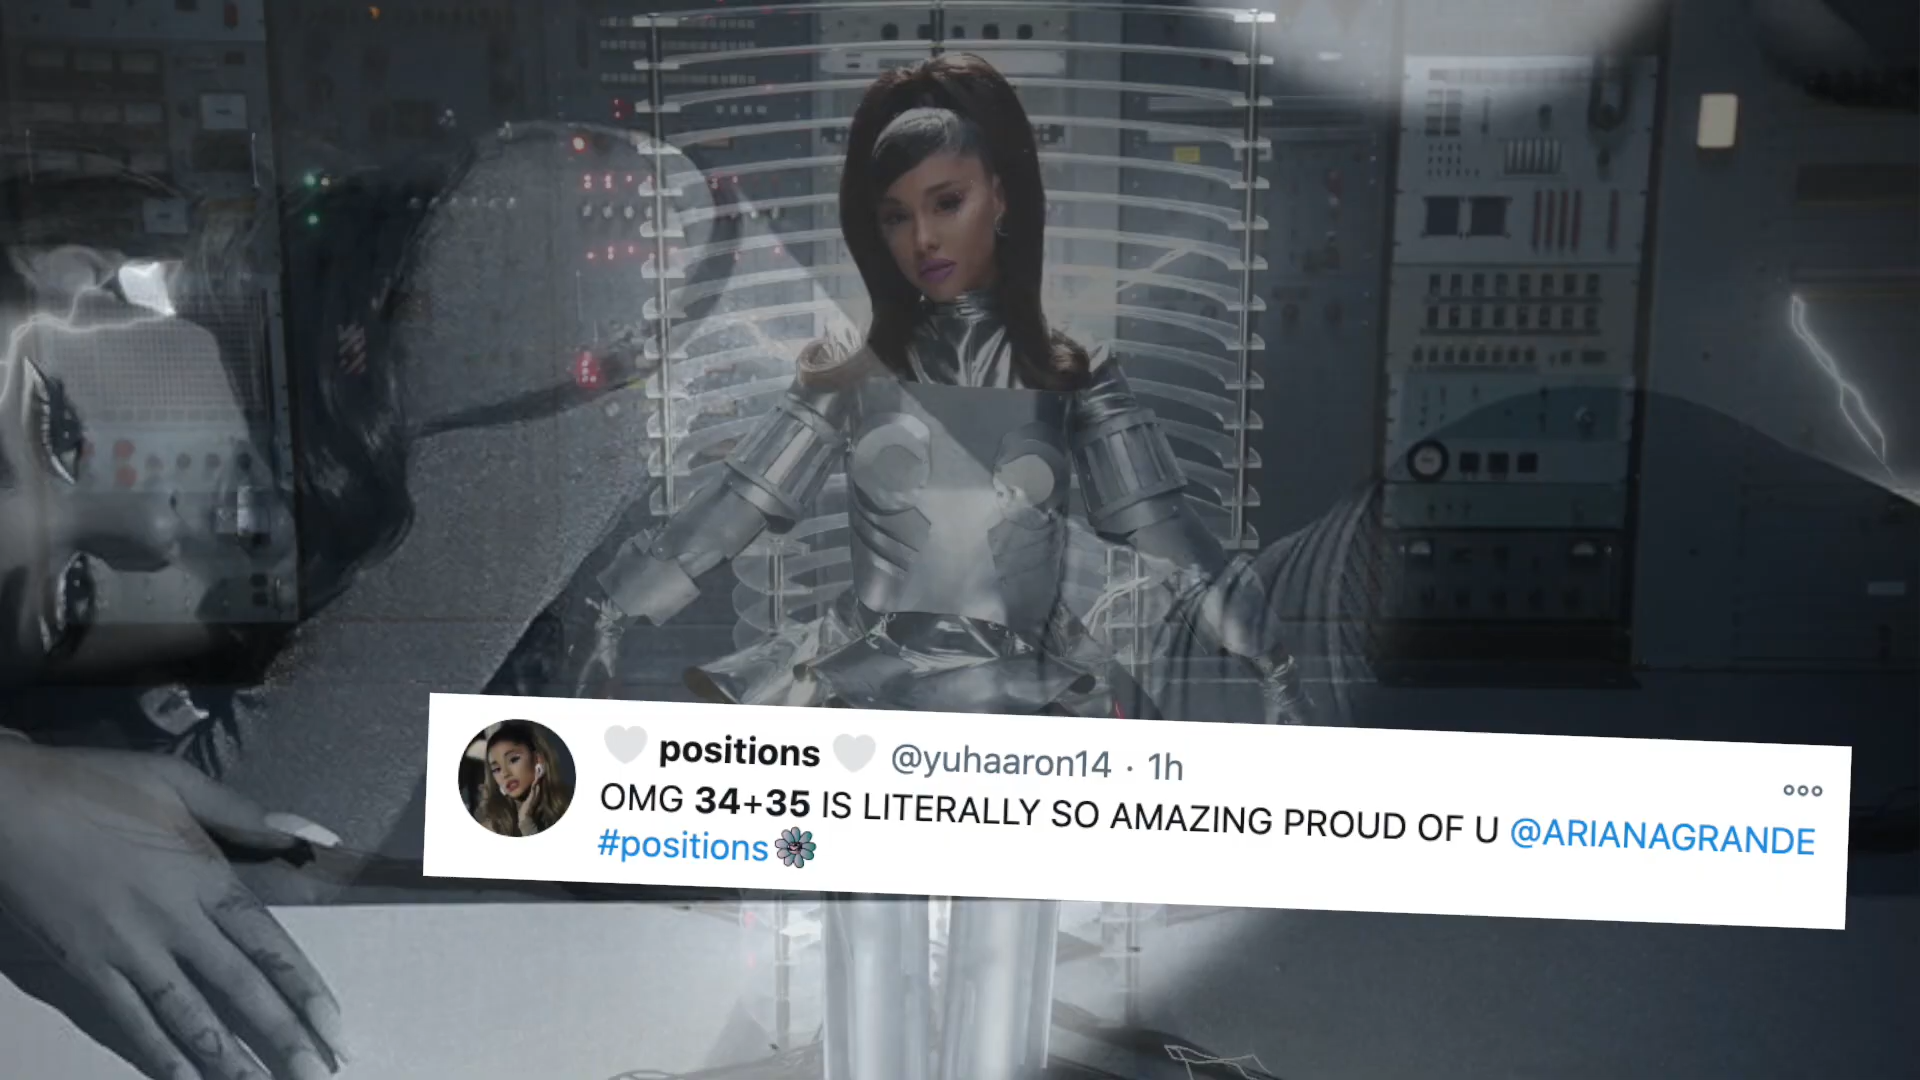 🤍 positions 🤍 @yuhaaron14 · 1h
OMG 34+35 IS LITERALLY SO AMAZING PROUD OF U @ARIANAGRANDE
#positions